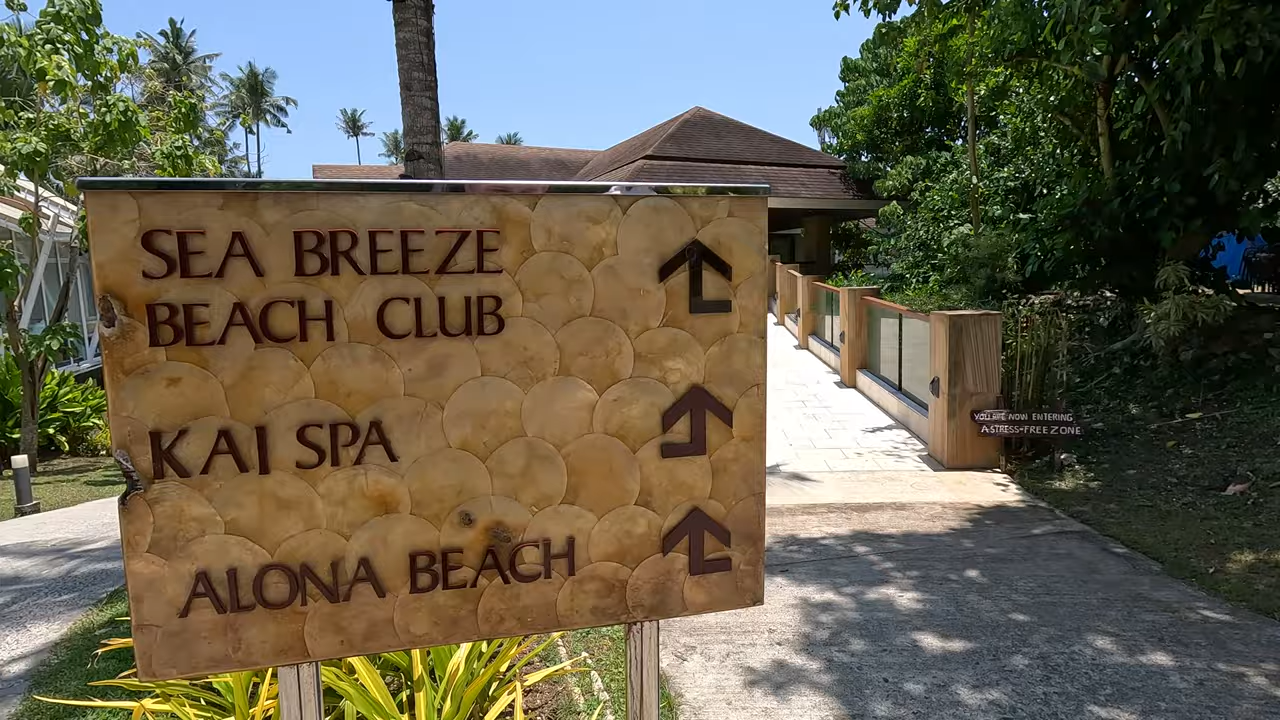 SEA BREEZE
BEACH CLUB
KAI SPA
ALONA BEACH
YOU ARE NOW ENTERING
A STRESS-FREE ZONE